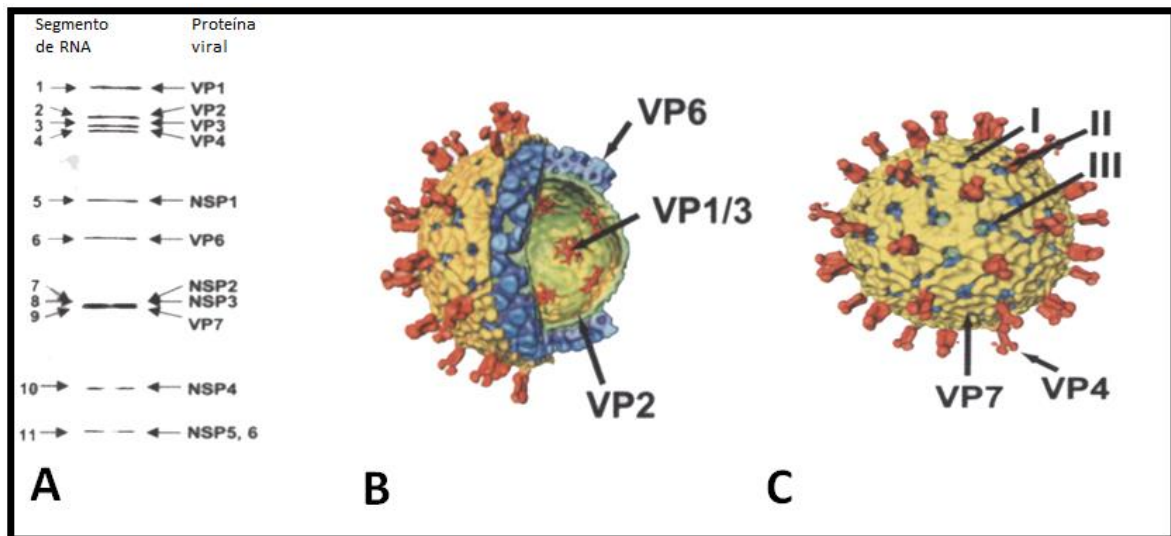 Segmento
de RNA
Proteína
viral
1
VP1
2
VP2
3
VP3
4
VP4
5
NSP1
6
VP6
7
NSP2
8
NSP3
9
VP7
10
NSP4
11
NSP5, 6
A
VP6
VP1/3
VP2
B
I
II
III
VP7
VP4
C